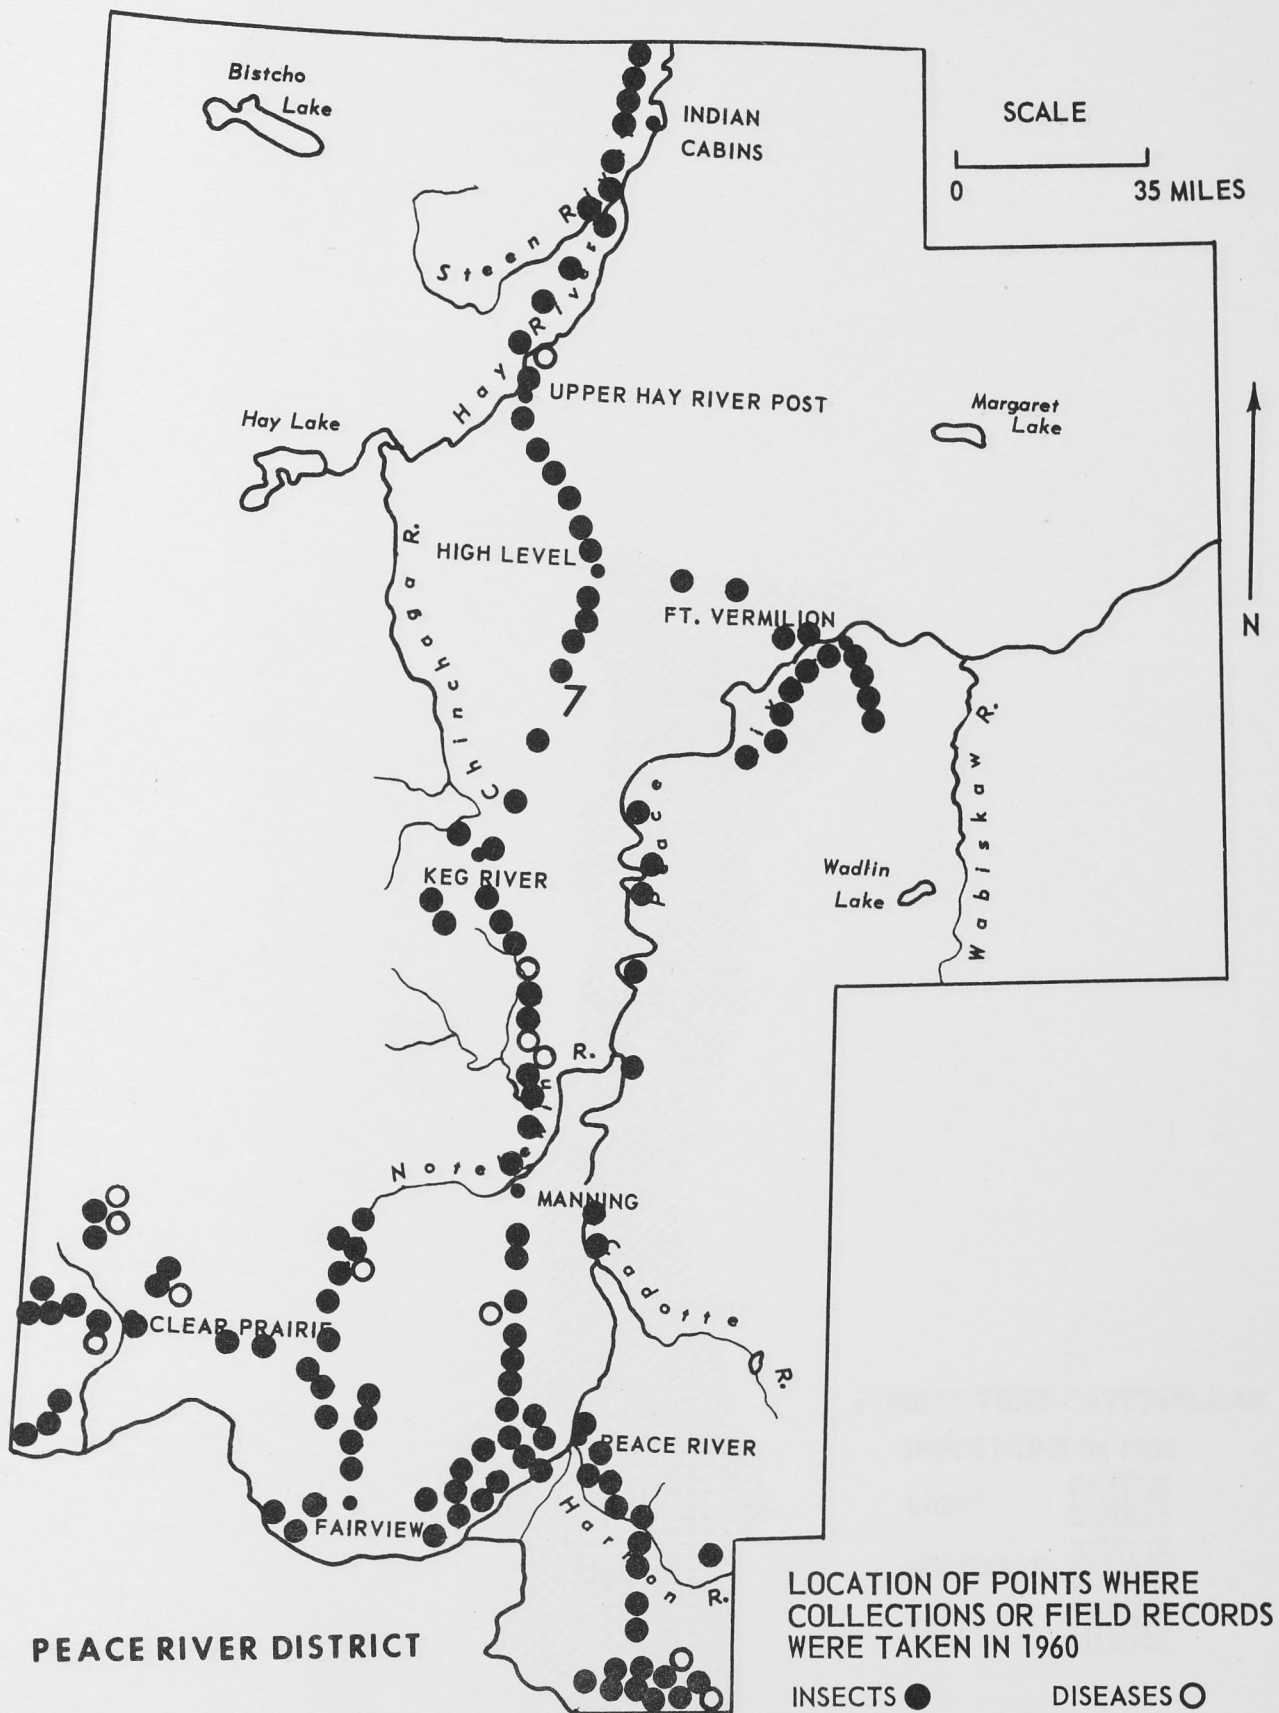 Bistcho
Lake
INDIAN
CABINS
SCALE
0 35 MILES
Steen Ri
Hay River
UPPER HAY RIVER POST
Margaret
Lake
Hay Lake
HIGH LEVEL
Chinchaga R.
FT. VERMILION
N
7
Peace
Wabiskaw R.
Wadlin
Lake
KEG RIVER
R.
MANNING
Cadotte R.
CLEAR PRAIRIE
PEACE RIVER
FAIRVIEW
Harmon R.
PEACE RIVER DISTRICT
LOCATION OF POINTS WHERE
COLLECTIONS OR FIELD RECORDS
WERE TAKEN IN 1960
INSECTS DISEASES